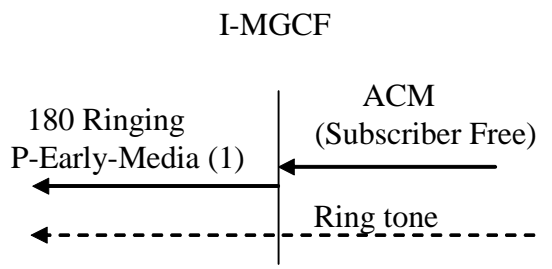 I-MGCF
ACM
180 Ringing
(Subscriber Free)
P-Early-Media (1)
Ring tone